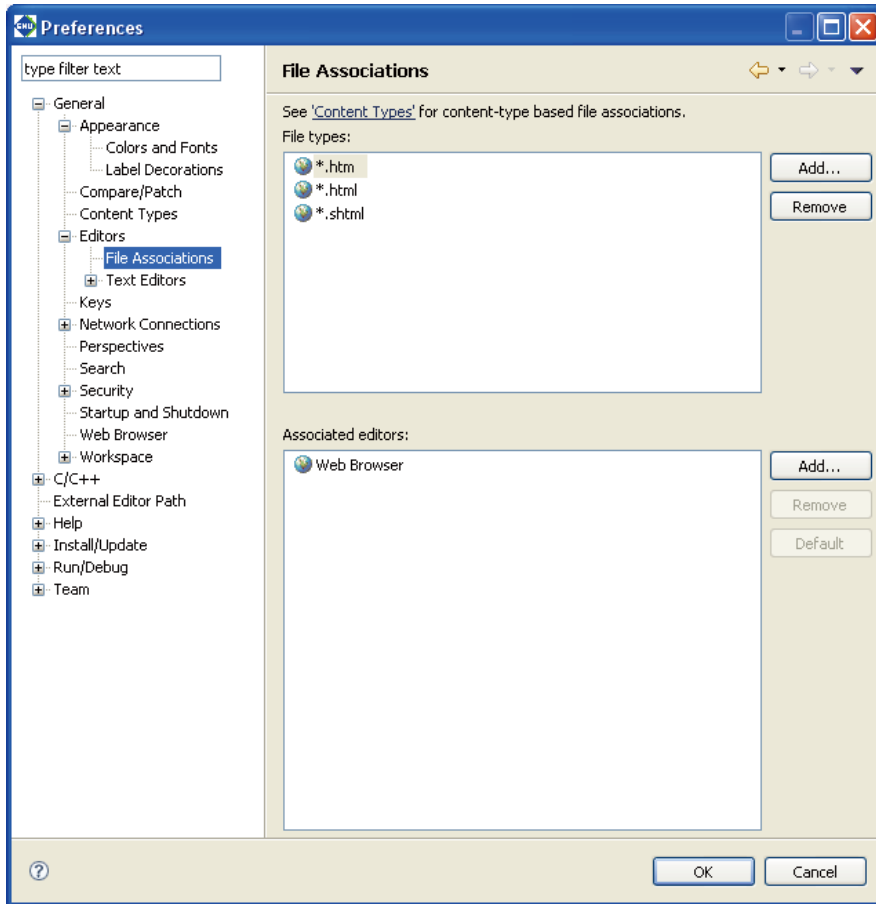 GNU Preferences
type filter text
General
Appearance
Colors and Fonts
Label Decorations
Compare/Patch
Content Types
Editors
File Associations
Text Editors
Keys
Network Connections
Perspectives
Search
Security
Startup and Shutdown
Web Browser
Workspace
C/C++
External Editor Path
Help
Install/Update
Run/Debug
Team
File Associations
See 'Content Types' for content-type based file associations.
File types:
*.htm
*.html
*.shtml
Add...
Remove
Associated editors:
Web Browser
Add...
Remove
Default
?
OK
Cancel